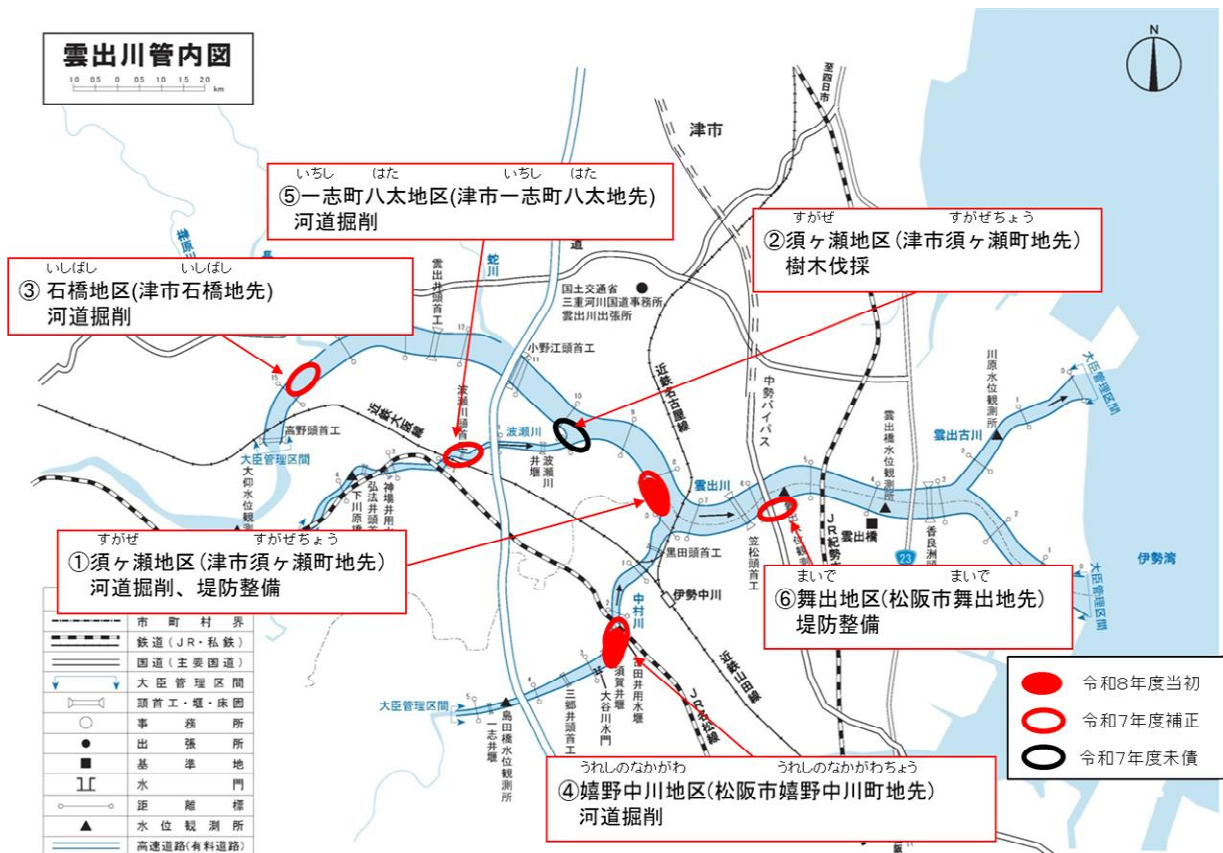 雲出川管内図
1.0 0.5 0 0.5 1.0 1.5 2.0
km
N
至四日市
津市
いちし はた いちし はた
⑤一志町八太地区(津市一志町八太地先)
河道掘削
すがぜ すがぜちょう
②須ヶ瀬地区(津市須ヶ瀬町地先)
樹木伐採
いしばし いしばし
③ 石橋地区(津市石橋地先)
河道掘削
道
蛇川
雲出井頭首工
国土交通省
三重河川国道事務所
雲出川出張所
小野江頭首工
近鉄名古屋線
中勢バイパス
川原水位観測所
大臣管理区間
雲出古川
雲出橋水位観測所
高野頭首工
大臣管理区間
近鉄大阪線
波瀬川頭首工
波瀬川
波瀬川
井堰
雲出川
笠松頭首工
雲出橋
23
伊勢湾
大臣管理区間
すがぜ すがぜちょう
①須ヶ瀬地区(津市須ヶ瀬町地先)
河道掘削、堤防整備
黒田頭首工
伊勢中川
中村川
まいで まいで
⑥舞出地区(松阪市舞出地先)
堤防整備
近鉄山田線
JR名松線
大臣管理区間
島田橋水位観測所
一志井堰
三郷井頭首工
大谷川水門
須賀井堰
うれしのなかがわ うれしのなかがわちょう
④嬉野中川地区(松阪市嬉野中川町地先)
河道掘削
市町村界
鉄道(JR・私鉄)
国道(主要国道)
大臣管理区間
頭首工・堰・床固
事務所
出張所
基準地
水門
距離標
水位観測所
高速道路(有料道路)
令和8年度当初
令和7年度補正
令和7年度未債